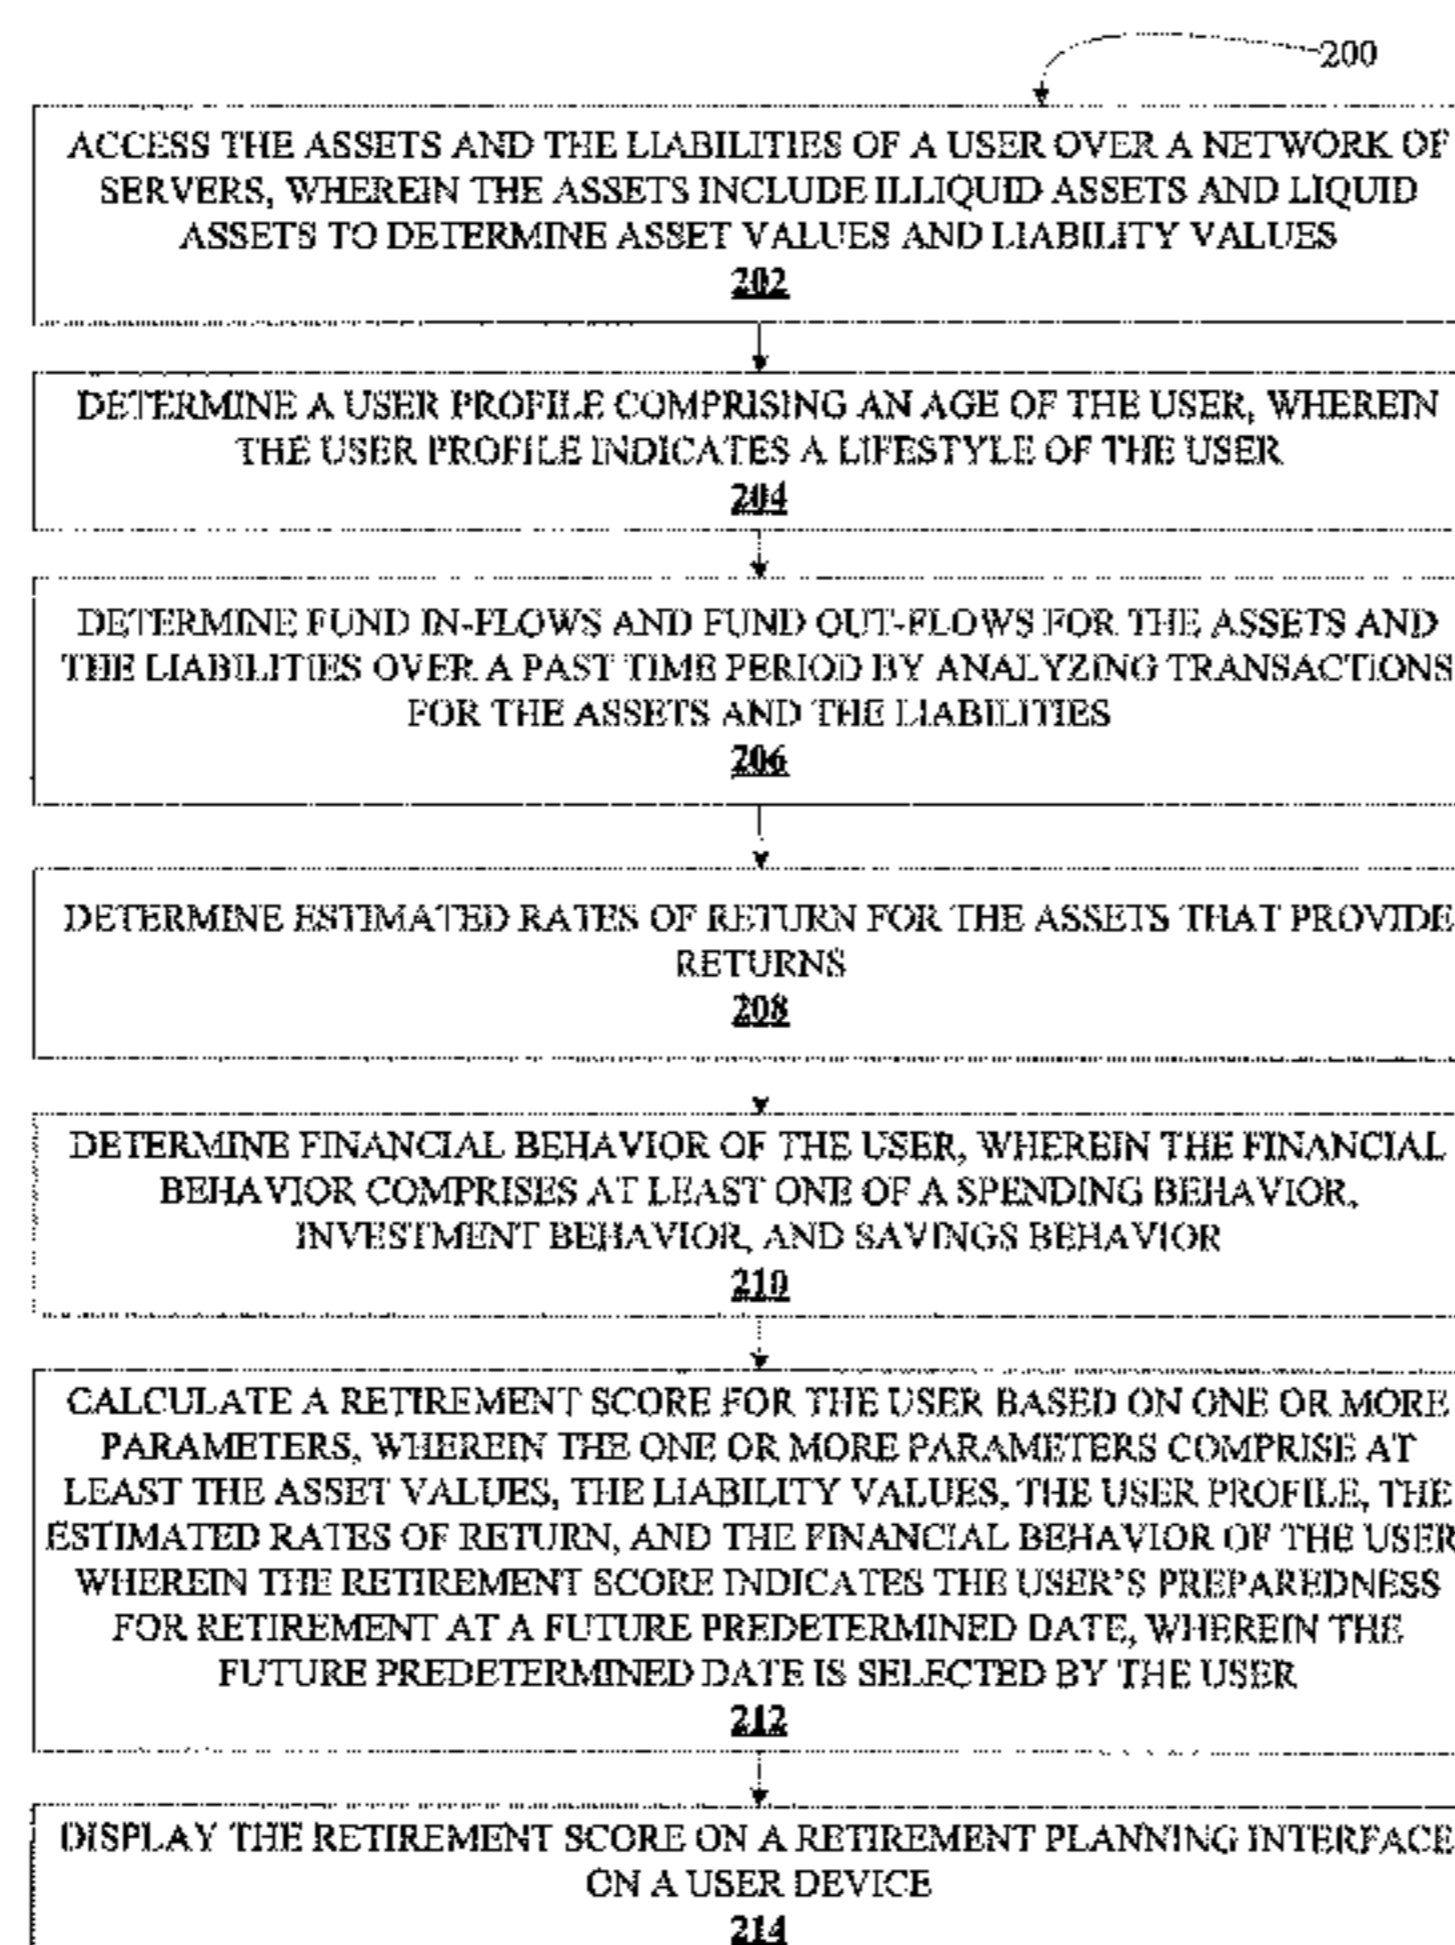 200
ACCESS THE ASSETS AND THE LIABILITIES OF A USER OVER A NETWORK OF
SERVERS, WHEREIN THE ASSETS INCLUDE ILLIQUID ASSETS AND LIQUID
ASSETS TO DETERMINE ASSET VALUES AND LIABILITY VALUES
202
DETERMINE A USER PROFILE COMPRISING AN AGE OF THE USER, WHEREIN
THE USER PROFILE INDICATES A LIFESTYLE OF THE USER
204
DETERMINE FUND IN-FLOWS AND FUND OUT-FLOWS FOR THE ASSETS AND
THE LIABILITIES OVER A PAST TIME PERIOD BY ANALYZING TRANSACTIONS
FOR THE ASSETS AND THE LIABILITIES
206
DETERMINE ESTIMATED RATES OF RETURN FOR THE ASSETS THAT PROVIDE
RETURNS
208
DETERMINE FINANCIAL BEHAVIOR OF THE USER, WHEREIN THE FINANCIAL
BEHAVIOR COMPRISES AT LEAST ONE OF A SPENDING BEHAVIOR,
INVESTMENT BEHAVIOR, AND SAVINGS BEHAVIOR
210
CALCULATE A RETIREMENT SCORE FOR THE USER BASED ON ONE OR MORE
PARAMETERS, WHEREIN THE ONE OR MORE PARAMETERS COMPRISE AT
LEAST THE ASSET VALUES, THE LIABILITY VALUES, THE USER PROFILE, THE
ESTIMATED RATES OF RETURN, AND THE FINANCIAL BEHAVIOR OF THE USER
WHEREIN THE RETIREMENT SCORE INDICATES THE USER'S PREPAREDNESS
FOR RETIREMENT AT A FUTURE PREDETERMINED DATE, WHEREIN THE
FUTURE PREDETERMINED DATE IS SELECTED BY THE USER
212
DISPLAY THE RETIREMENT SCORE ON A RETIREMENT PLANNING INTERFACE
ON A USER DEVICE
214